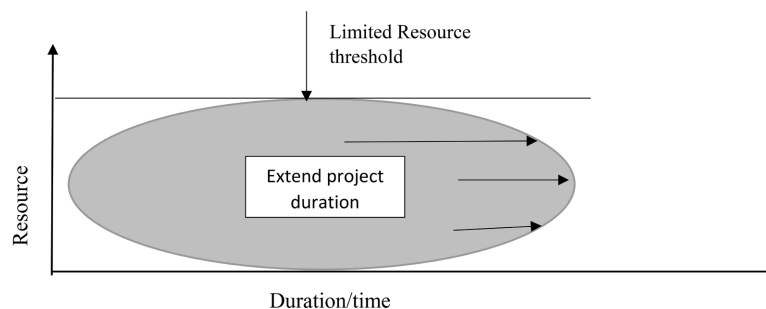 Limited Resource
threshold
Extend project
duration
Resource
Duration/time